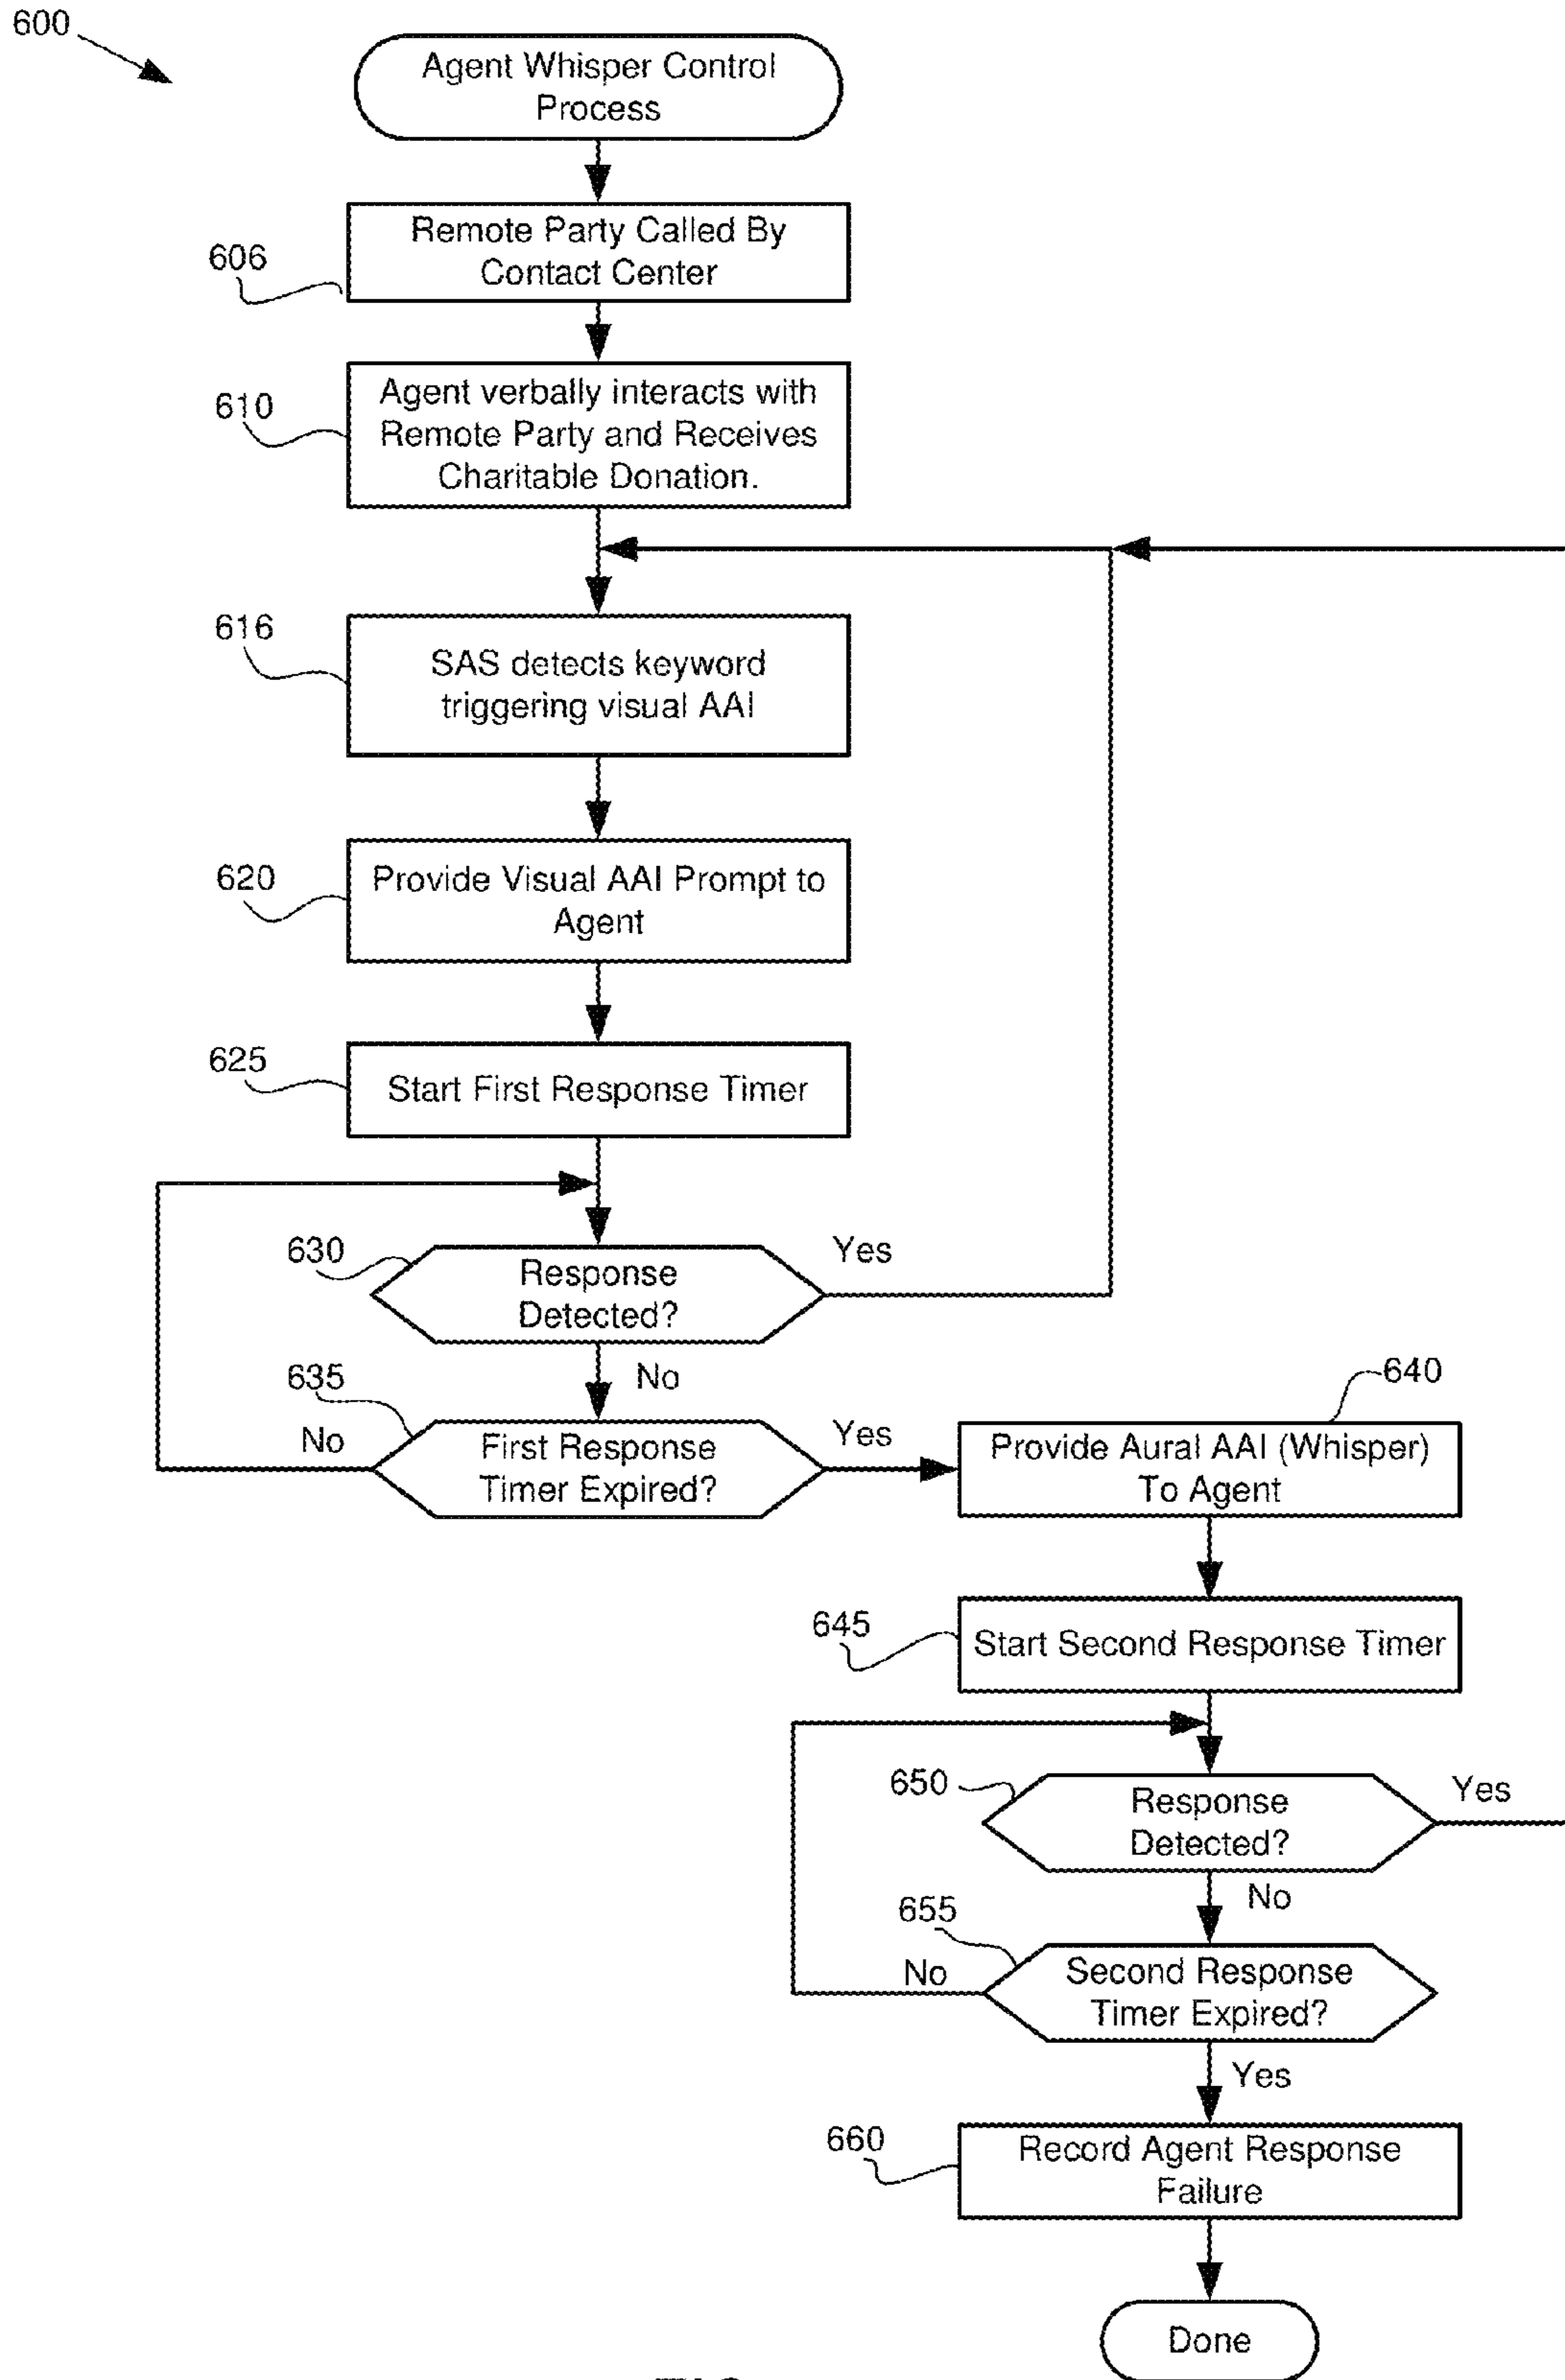 600
Agent Whisper Control
Process
Remote Party Called By
Contact Center
606
Agent verbally interacts with
Remote Party and Receives
Charitable Donation.
610
616
SAS detects keyword
triggering visual AAI
620
Provide Visual AAI Prompt to
Agent
625
Start First Response Timer
630
Response
Detected?
Yes
No
635
First Response
Timer Expired?
No
Yes
640
Provide Aural AAI (Whisper)
To Agent
645
Start Second Response Timer
650
Response
Detected?
Yes
No
655
Second Response
Timer Expired?
No
Yes
660
Record Agent Response
Failure
Done